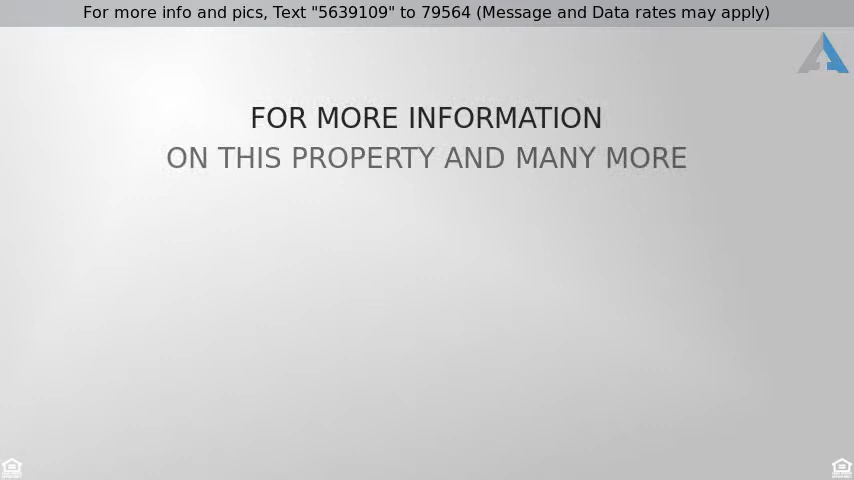 For more info and pics, Text "5639109" to 79564 (Message and Data rates may apply)
FOR MORE INFORMATION
ON THIS PROPERTY AND MANY MORE